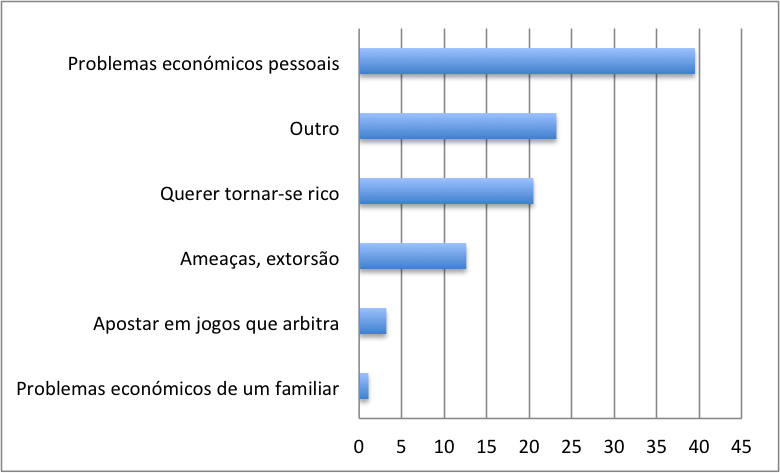 Problemas económicos pessoais
Outro
Querer tornar-se rico
Ameaças, extorsão
Apostar em jogos que arbitra
Problemas económicos de um familiar
0 5 10 15 20 25 30 35 40 45